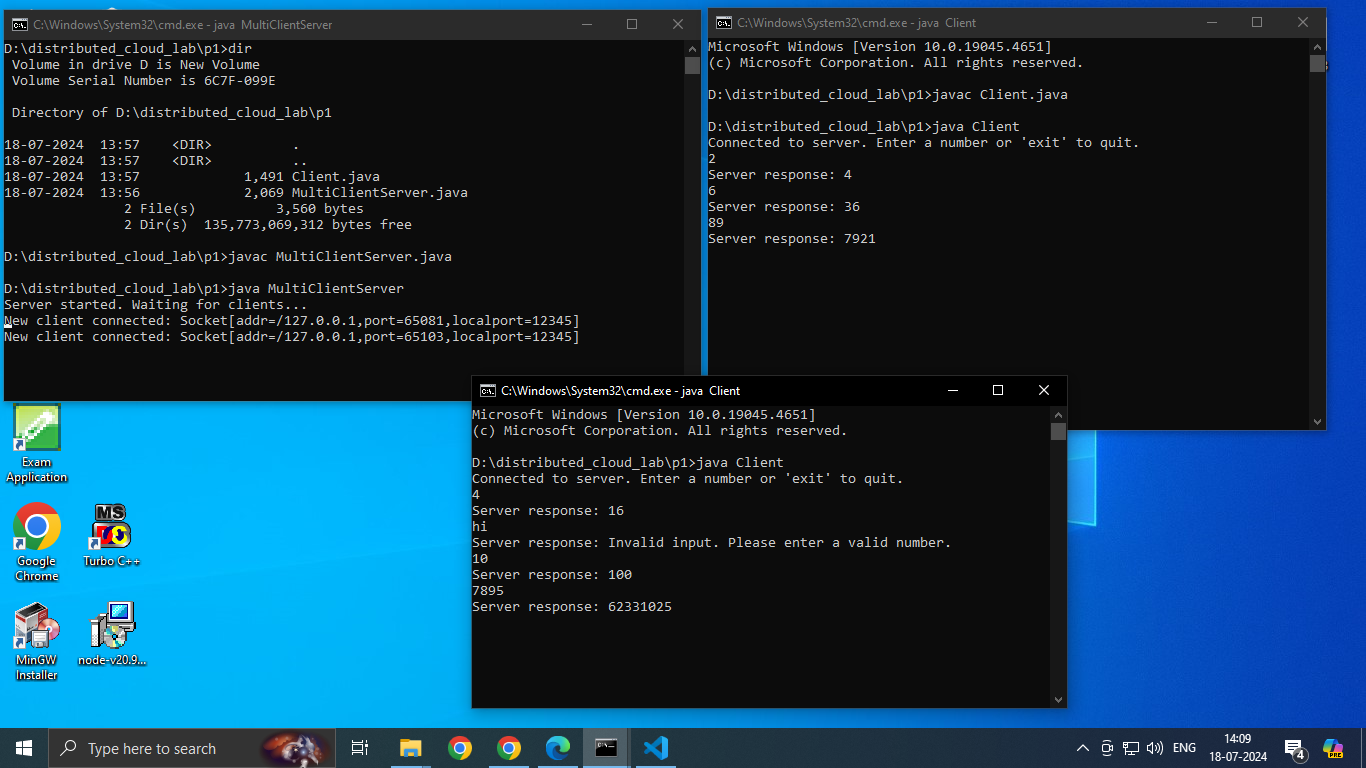 C:\Windows\System32\cmd.exe - java  MultiClientServer
D:\distributed_cloud_lab\p1>dir
 Volume in drive D is New Volume
 Volume Serial Number is 6C7F-099E
 Directory of D:\distributed_cloud_lab\p1
18-07-2024  13:57    <DIR>          .
18-07-2024  13:57    <DIR>          ..
18-07-2024  13:57             1,491 Client.java
18-07-2024  13:56             2,069 MultiClientServer.java
               2 File(s)          3,560 bytes
               2 Dir(s)  135,773,069,312 bytes free
D:\distributed_cloud_lab\p1>javac MultiClientServer.java
D:\distributed_cloud_lab\p1>java MultiClientServer
Server started. Waiting for clients...
New client connected: Socket[addr=/127.0.0.1,port=65081,localport=12345]
New client connected: Socket[addr=/127.0.0.1,port=65103,localport=12345]
C:\Windows\System32\cmd.exe - java  Client
Microsoft Windows [Version 10.0.19045.4651]
(c) Microsoft Corporation. All rights reserved.
D:\distributed_cloud_lab\p1>javac Client.java
D:\distributed_cloud_lab\p1>java Client
Connected to server. Enter a number or 'exit' to quit.
2
Server response: 4
6
Server response: 36
89
Server response: 7921
C:\Windows\System32\cmd.exe - java  Client
Microsoft Windows [Version 10.0.19045.4651]
(c) Microsoft Corporation. All rights reserved.
D:\distributed_cloud_lab\p1>java Client
Connected to server. Enter a number or 'exit' to quit.
4
Server response: 16
hi
Server response: Invalid input. Please enter a valid number.
10
Server response: 100
7895
Server response: 62331025
Exam
Application
Google
Chrome
MS
Turbo C++
MinGW
Installer
node-v20.9...
Type here to search
ENG
14:09
18-07-2024
4
PRE